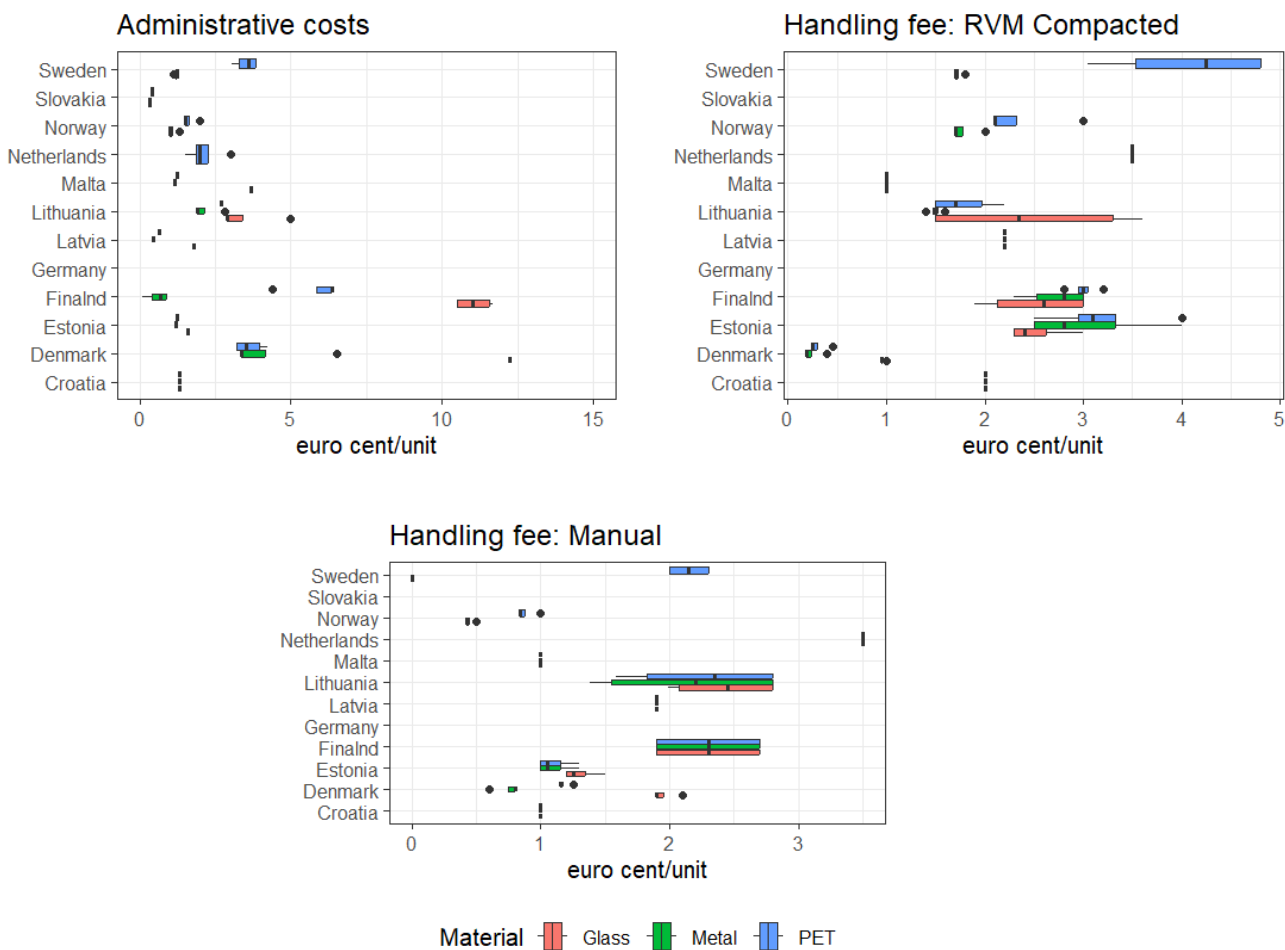 Administrative costs
Sweden
Slovakia
Norway
Netherlands
Malta
Lithuania
Latvia
Germany
Finalnd
Estonia
Denmark
Croatia
0 5 10 15
euro cent/unit
Handling fee: RVM Compacted
Sweden
Slovakia
Norway
Netherlands
Malta
Lithuania
Latvia
Germany
Finalnd
Estonia
Denmark
Croatia
0 1 2 3 4 5
euro cent/unit
Handling fee: Manual
Sweden
Slovakia
Norway
Netherlands
Malta
Lithuania
Latvia
Germany
Finalnd
Estonia
Denmark
Croatia
0 1 2 3
euro cent/unit
Material Glass Metal PET